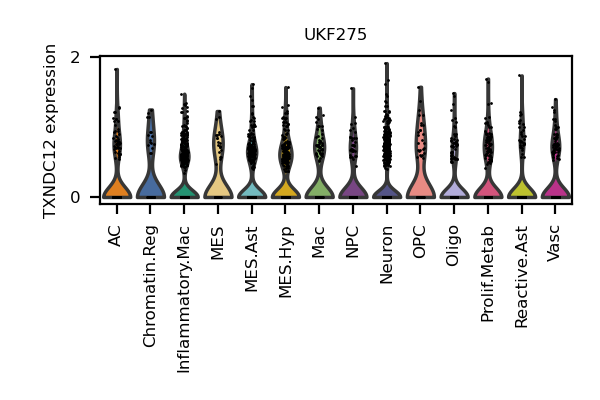 UKF275
TXNDC12 expression
2
0
AC
Chromatin.Reg
Inflammatory.Mac
MES
MES.Ast
MES.Hyp
Mac
NPC
Neuron
OPC
Oligo
Prolif.Metab
Reactive.Ast
Vasc